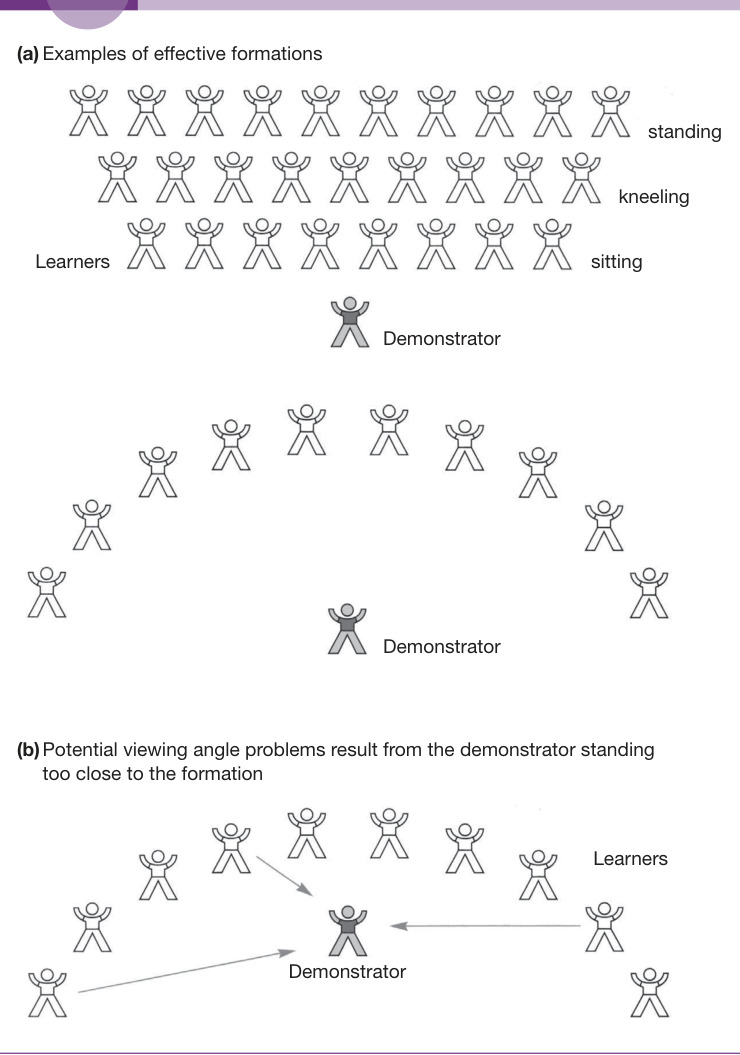 (a) Examples of effective formations
standing
kneeling
Learners
sitting
Demonstrator
Demonstrator
(b) Potential viewing angle problems result from the demonstrator standing
too close to the formation
Learners
Demonstrator